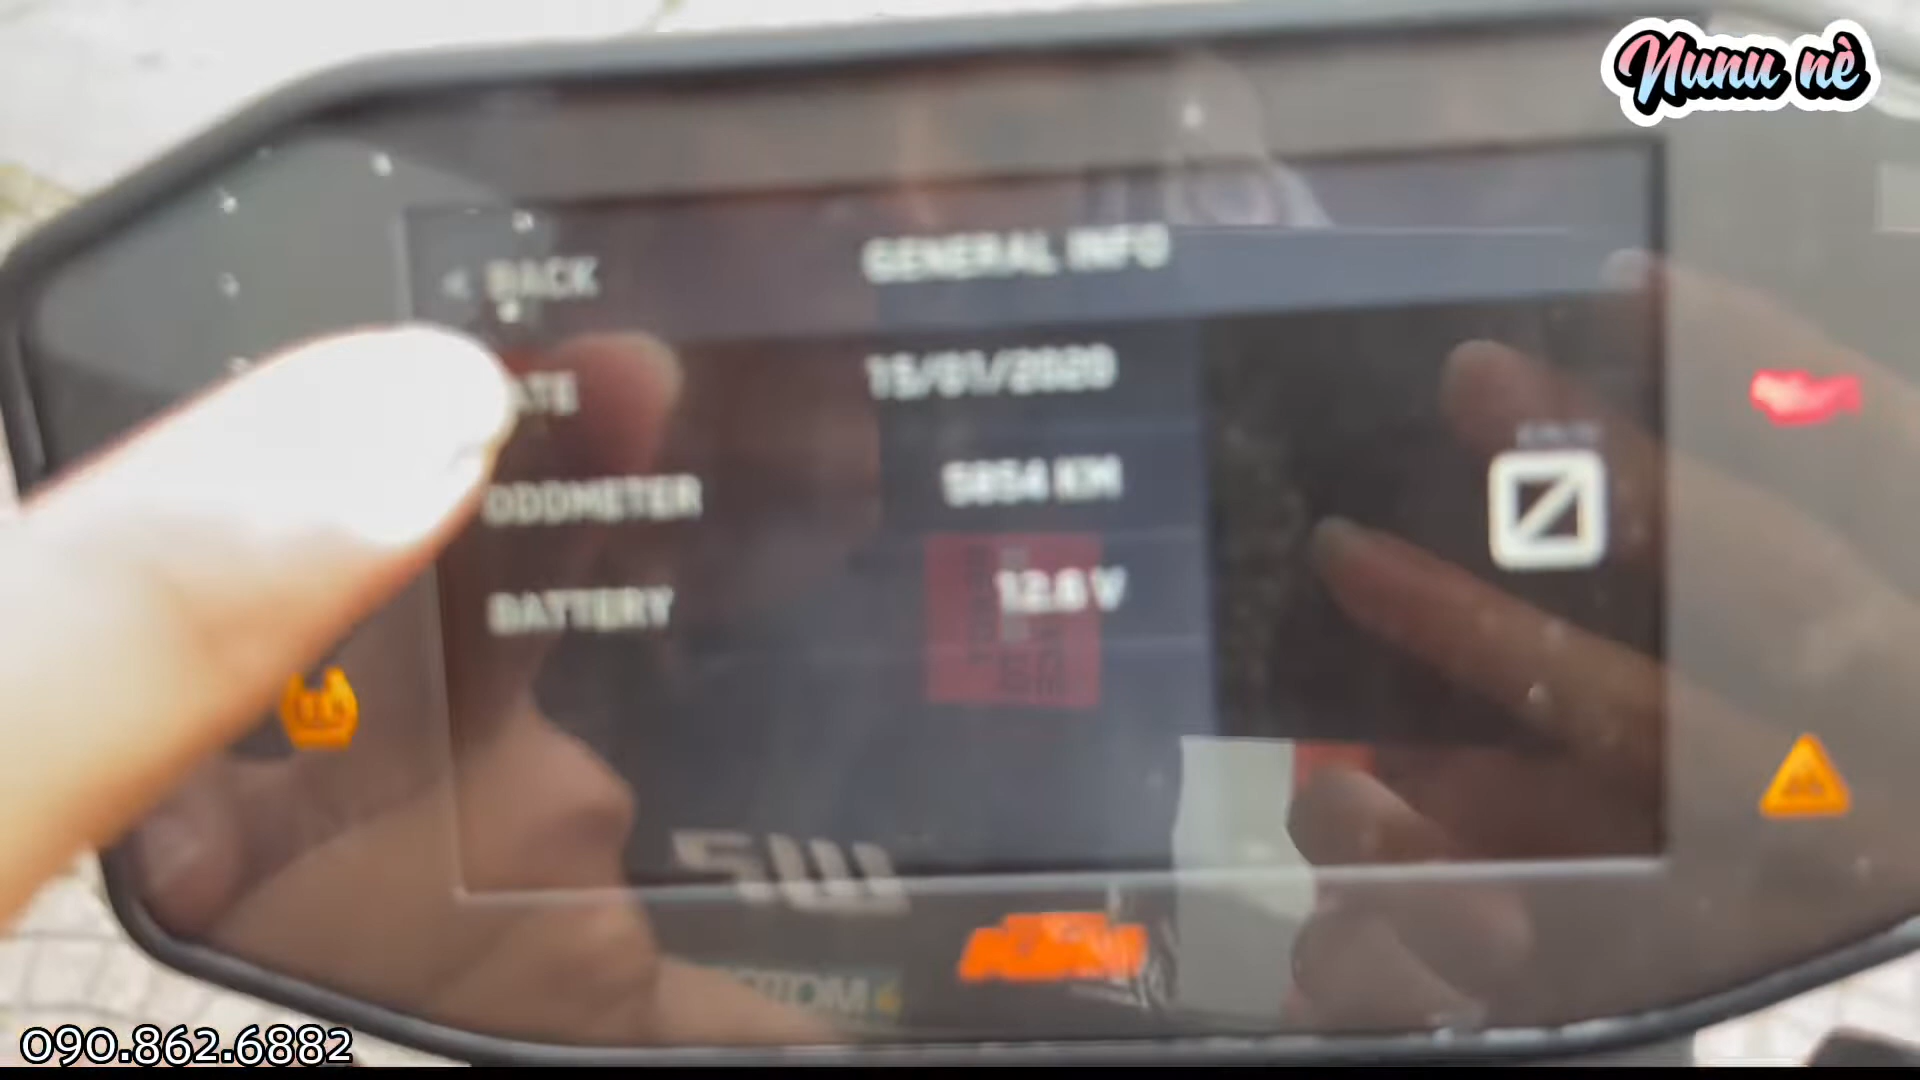 Nunu nè
BACK
GENERAL INFO
15/01/2020
ODOMETER
5854 KM
BATTERY
12.6 V
090.862.6882